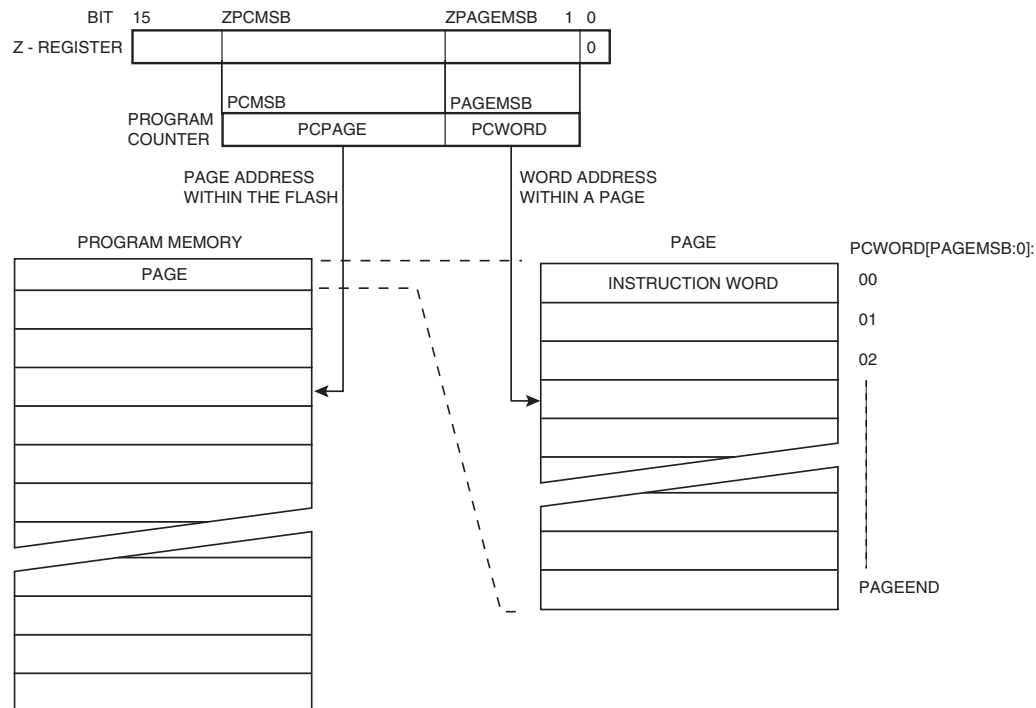 BIT 15 ZPCMSB ZPAGEMSB 1 0
Z - REGISTER 0
PCMSB PAGEMSB
PROGRAM
COUNTER
PCPAGE PCWORD
PAGE ADDRESS
WITHIN THE FLASH
WORD ADDRESS
WITHIN A PAGE
PROGRAM MEMORY
PAGE
PAGE
INSTRUCTION WORD
PCWORD[PAGEMSB:0]:
00
01
02
PAGEEND